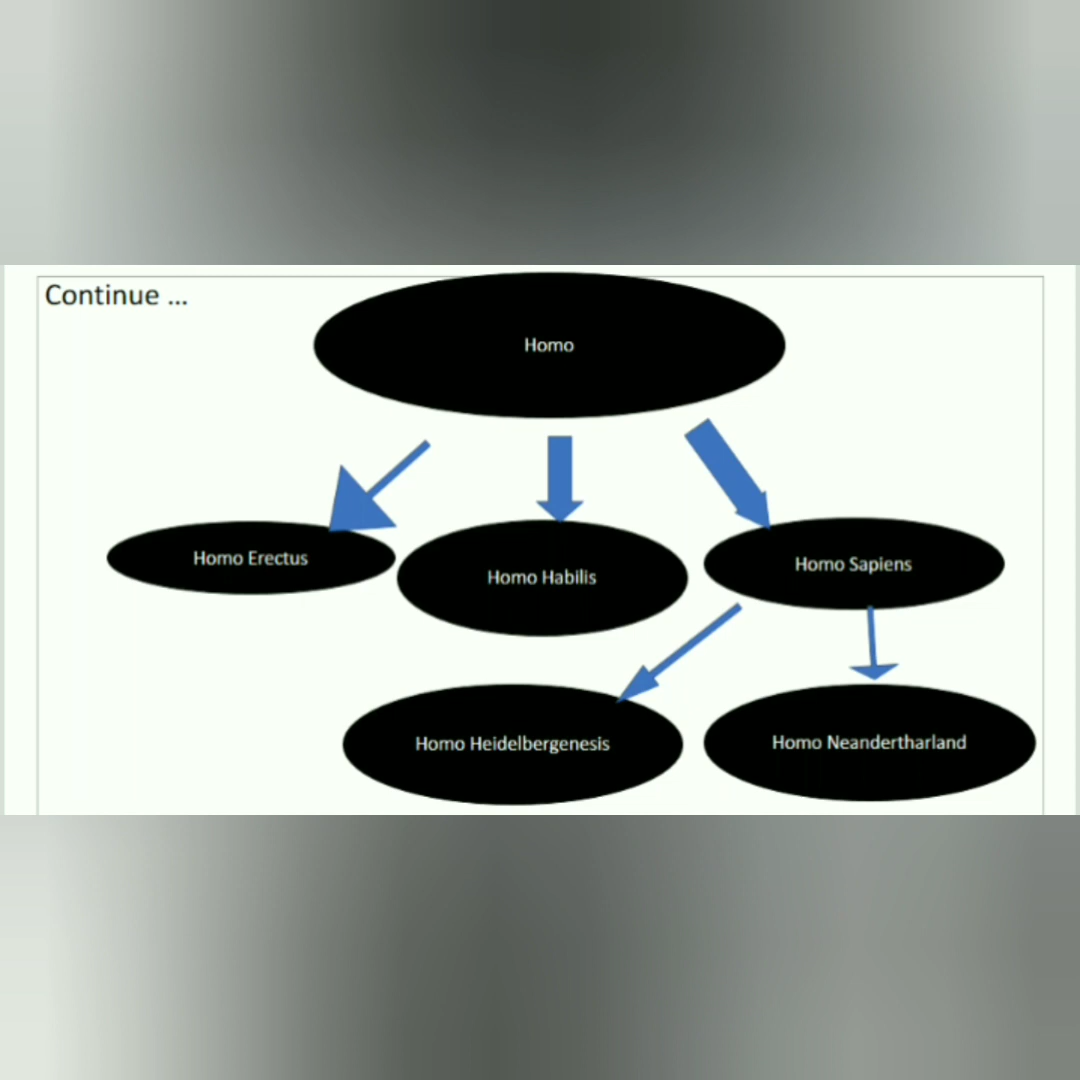 Continue ...
Homo
Homo Erectus
Homo Habilis
Homo Sapiens
Homo Heidelbergenesis
Homo Neandertharland